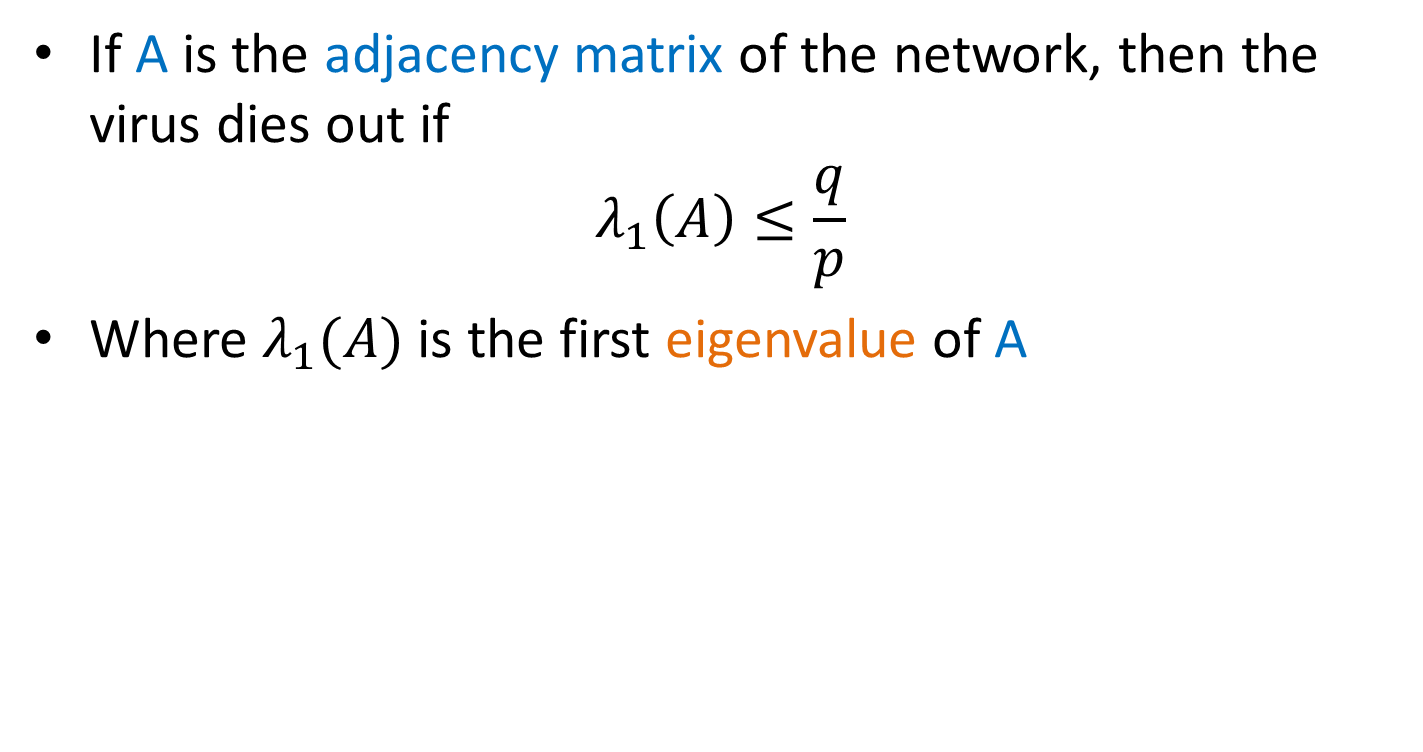 • If A is the adjacency matrix of the network, then the
virus dies out if
λ₁(A) ≤ q/p
• Where λ₁(A) is the first eigenvalue of A